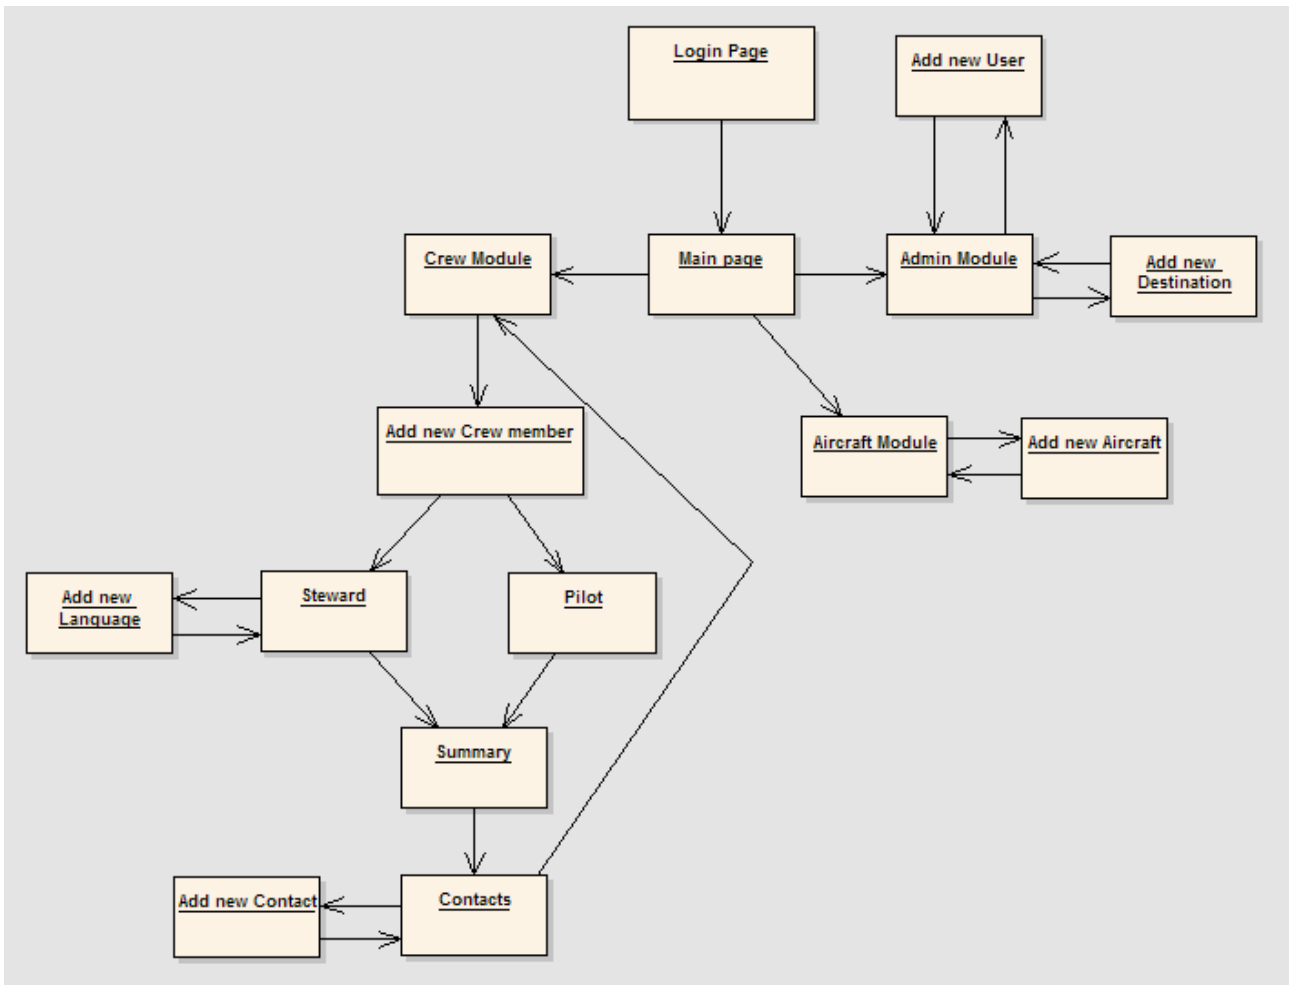 Login Page
Add new User
Crew Module
Main page
Admin Module
Add new
Destination
Add new Crew member
Aircraft Module
Add new Aircraft
Add new
Language
Steward
Pilot
Summary
Add new Contact
Contacts